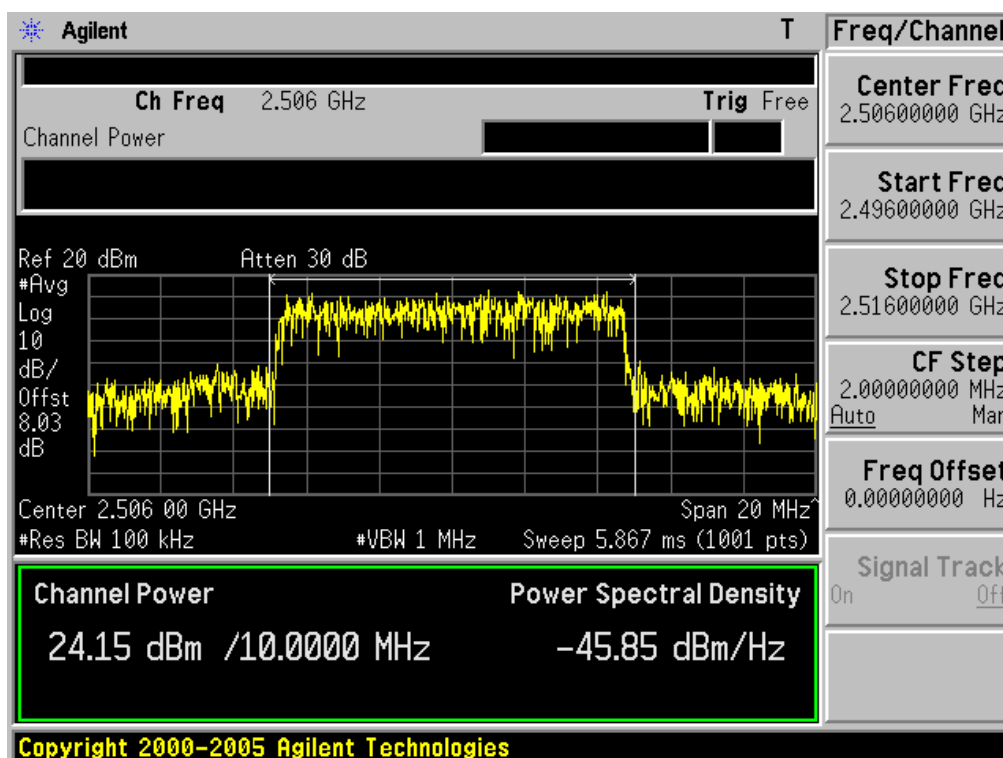 Agilent T
Ch Freq 2.506 GHz Trig Free
Channel Power
Ref 20 dBm Atten 30 dB
#Avg
Log
10
dB/
Offst
8.03
dB
Center 2.506 00 GHz Span 20 MHz^
#Res BW 100 kHz #VBW 1 MHz Sweep 5.867 ms (1001 pts)
Channel Power Power Spectral Density
24.15 dBm /10.0000 MHz -45.85 dBm/Hz
Copyright 2000-2005 Agilent Technologies
Freq/Channel
Center Freq
2.50600000 GHz
Start Freq
2.49600000 GHz
Stop Freq
2.51600000 GHz
CF Step
2.00000000 MHz
Auto Man
Freq Offset
0.00000000 Hz
Signal Track
On Off